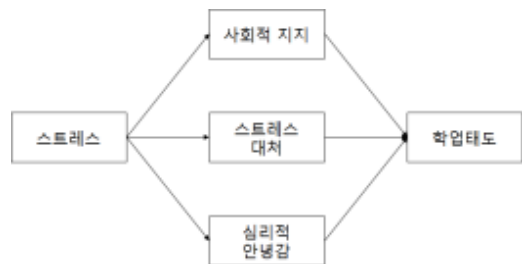 사회적 지지
스트레스
스트레스
대처
학업태도
심리적
안녕감